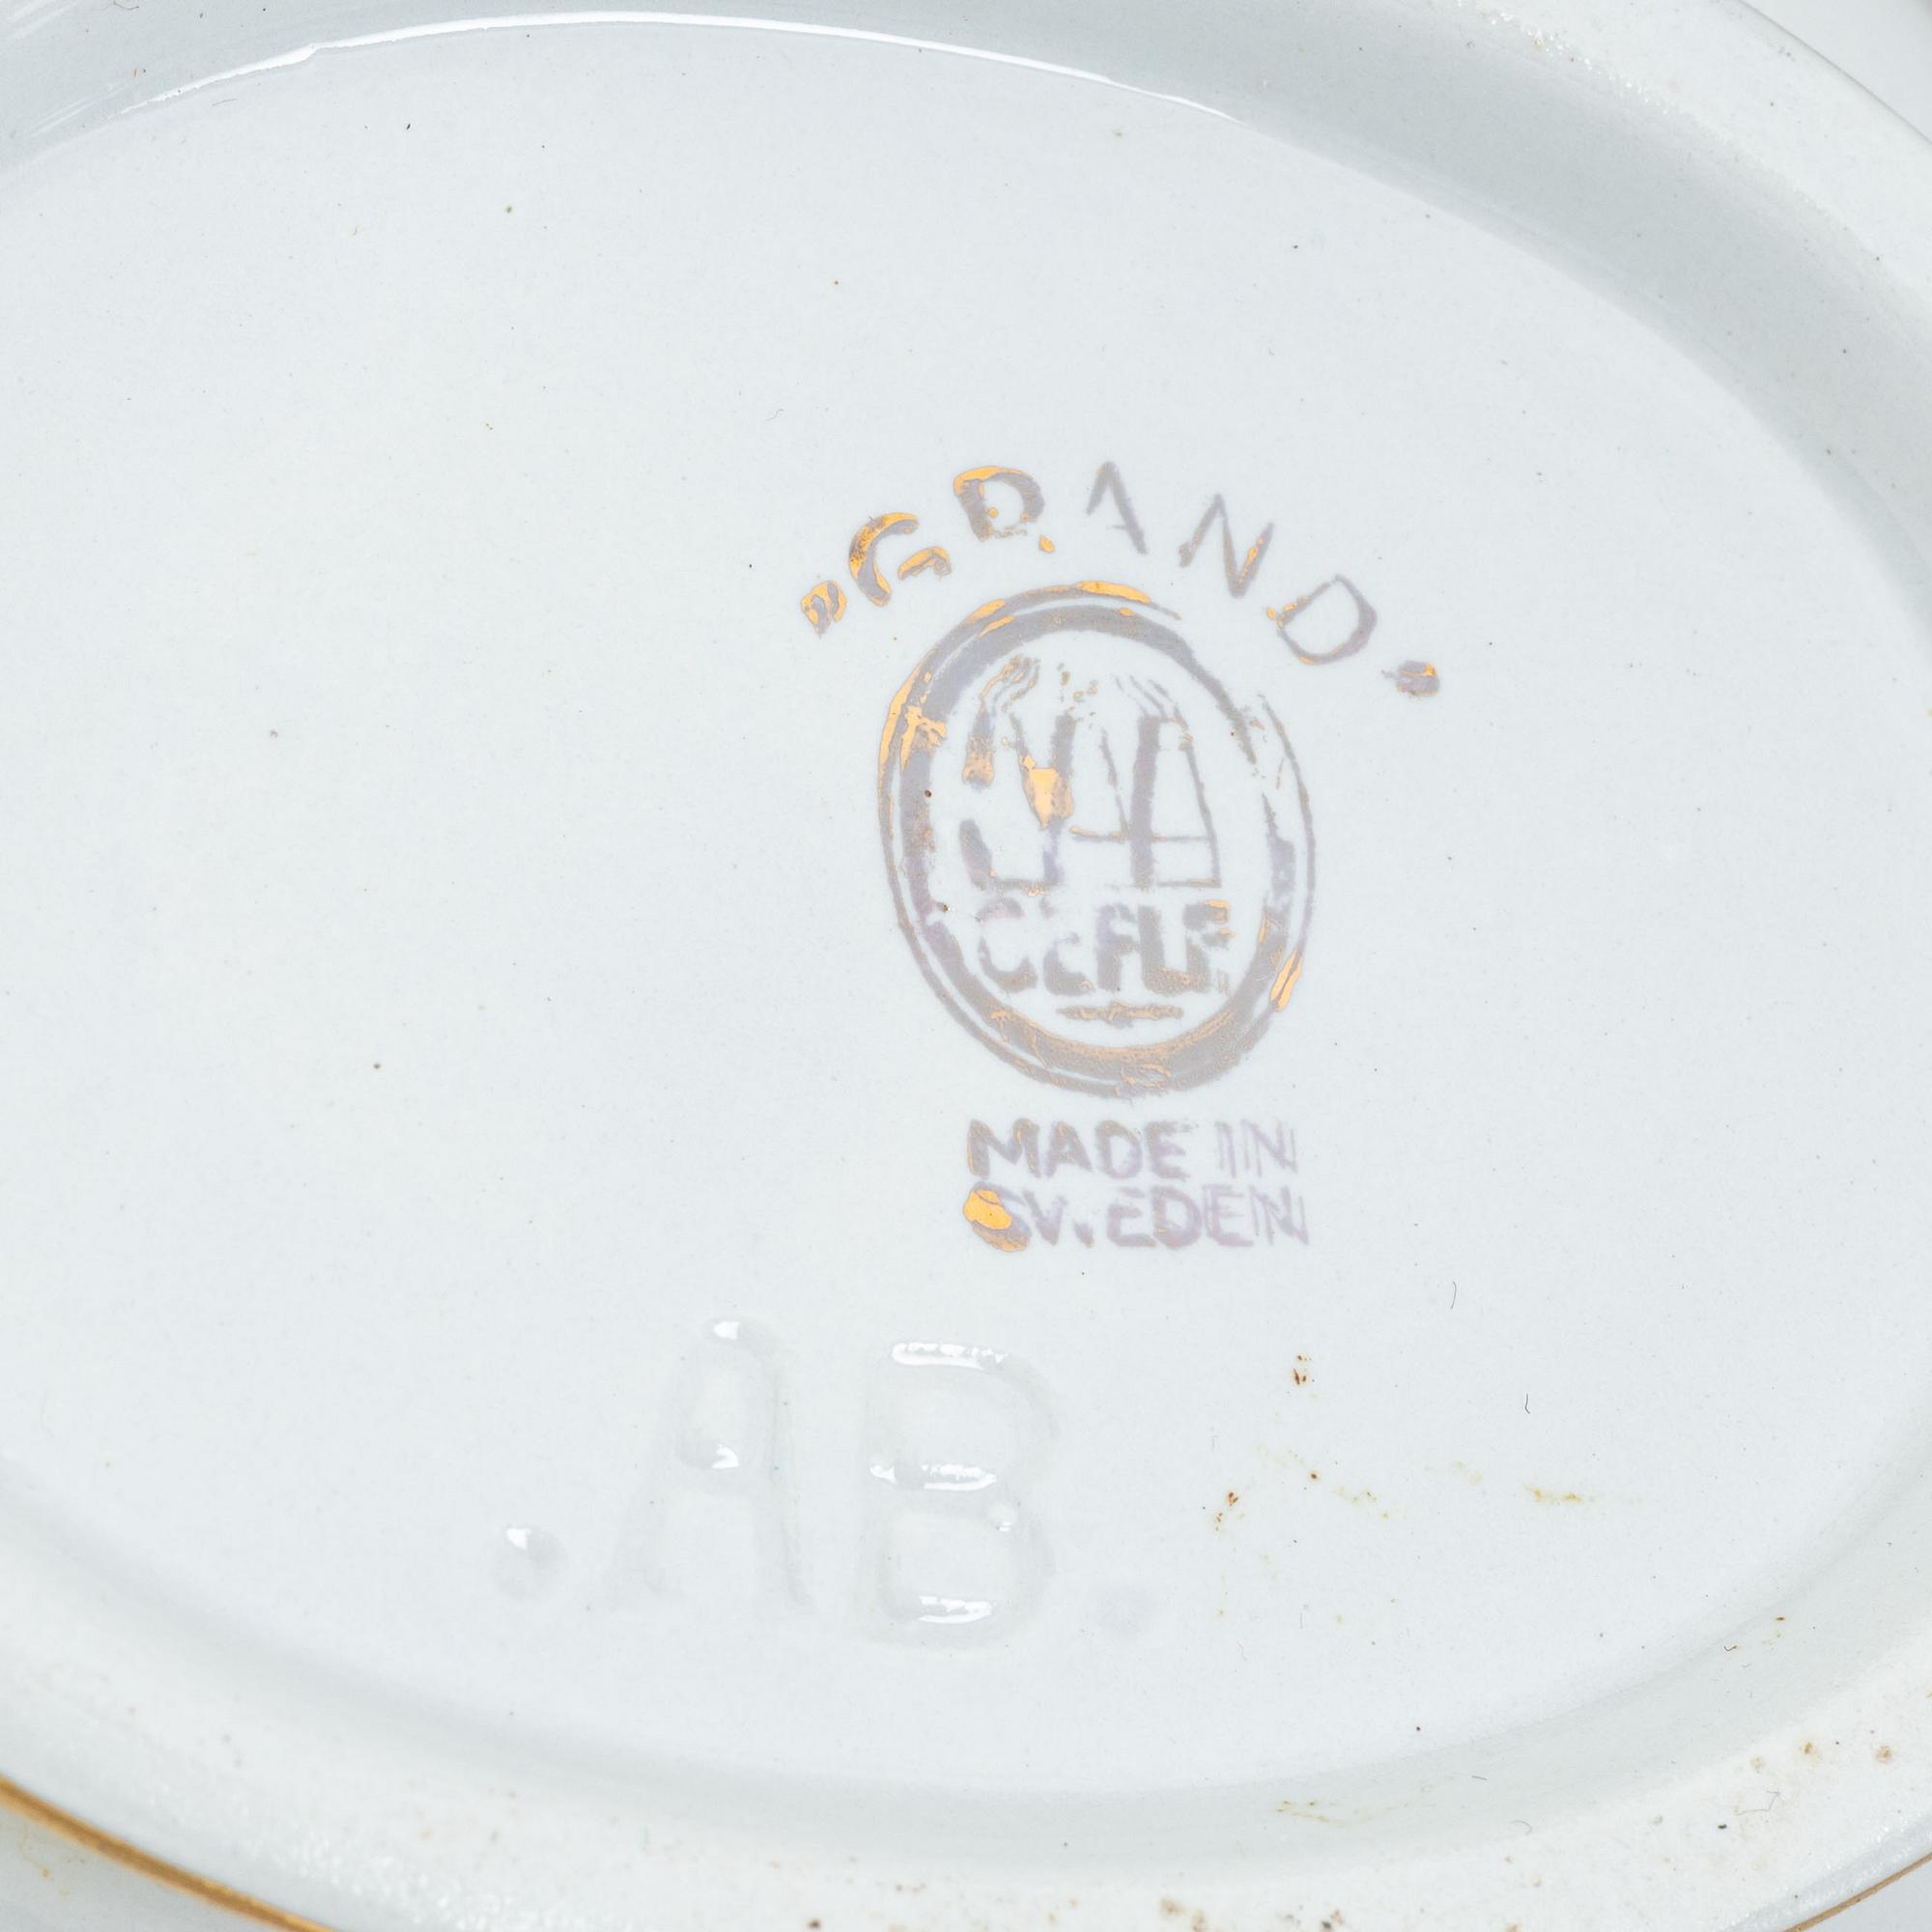 "GRAND"
GEFLE
MADE IN
SWEDEN
.AB.